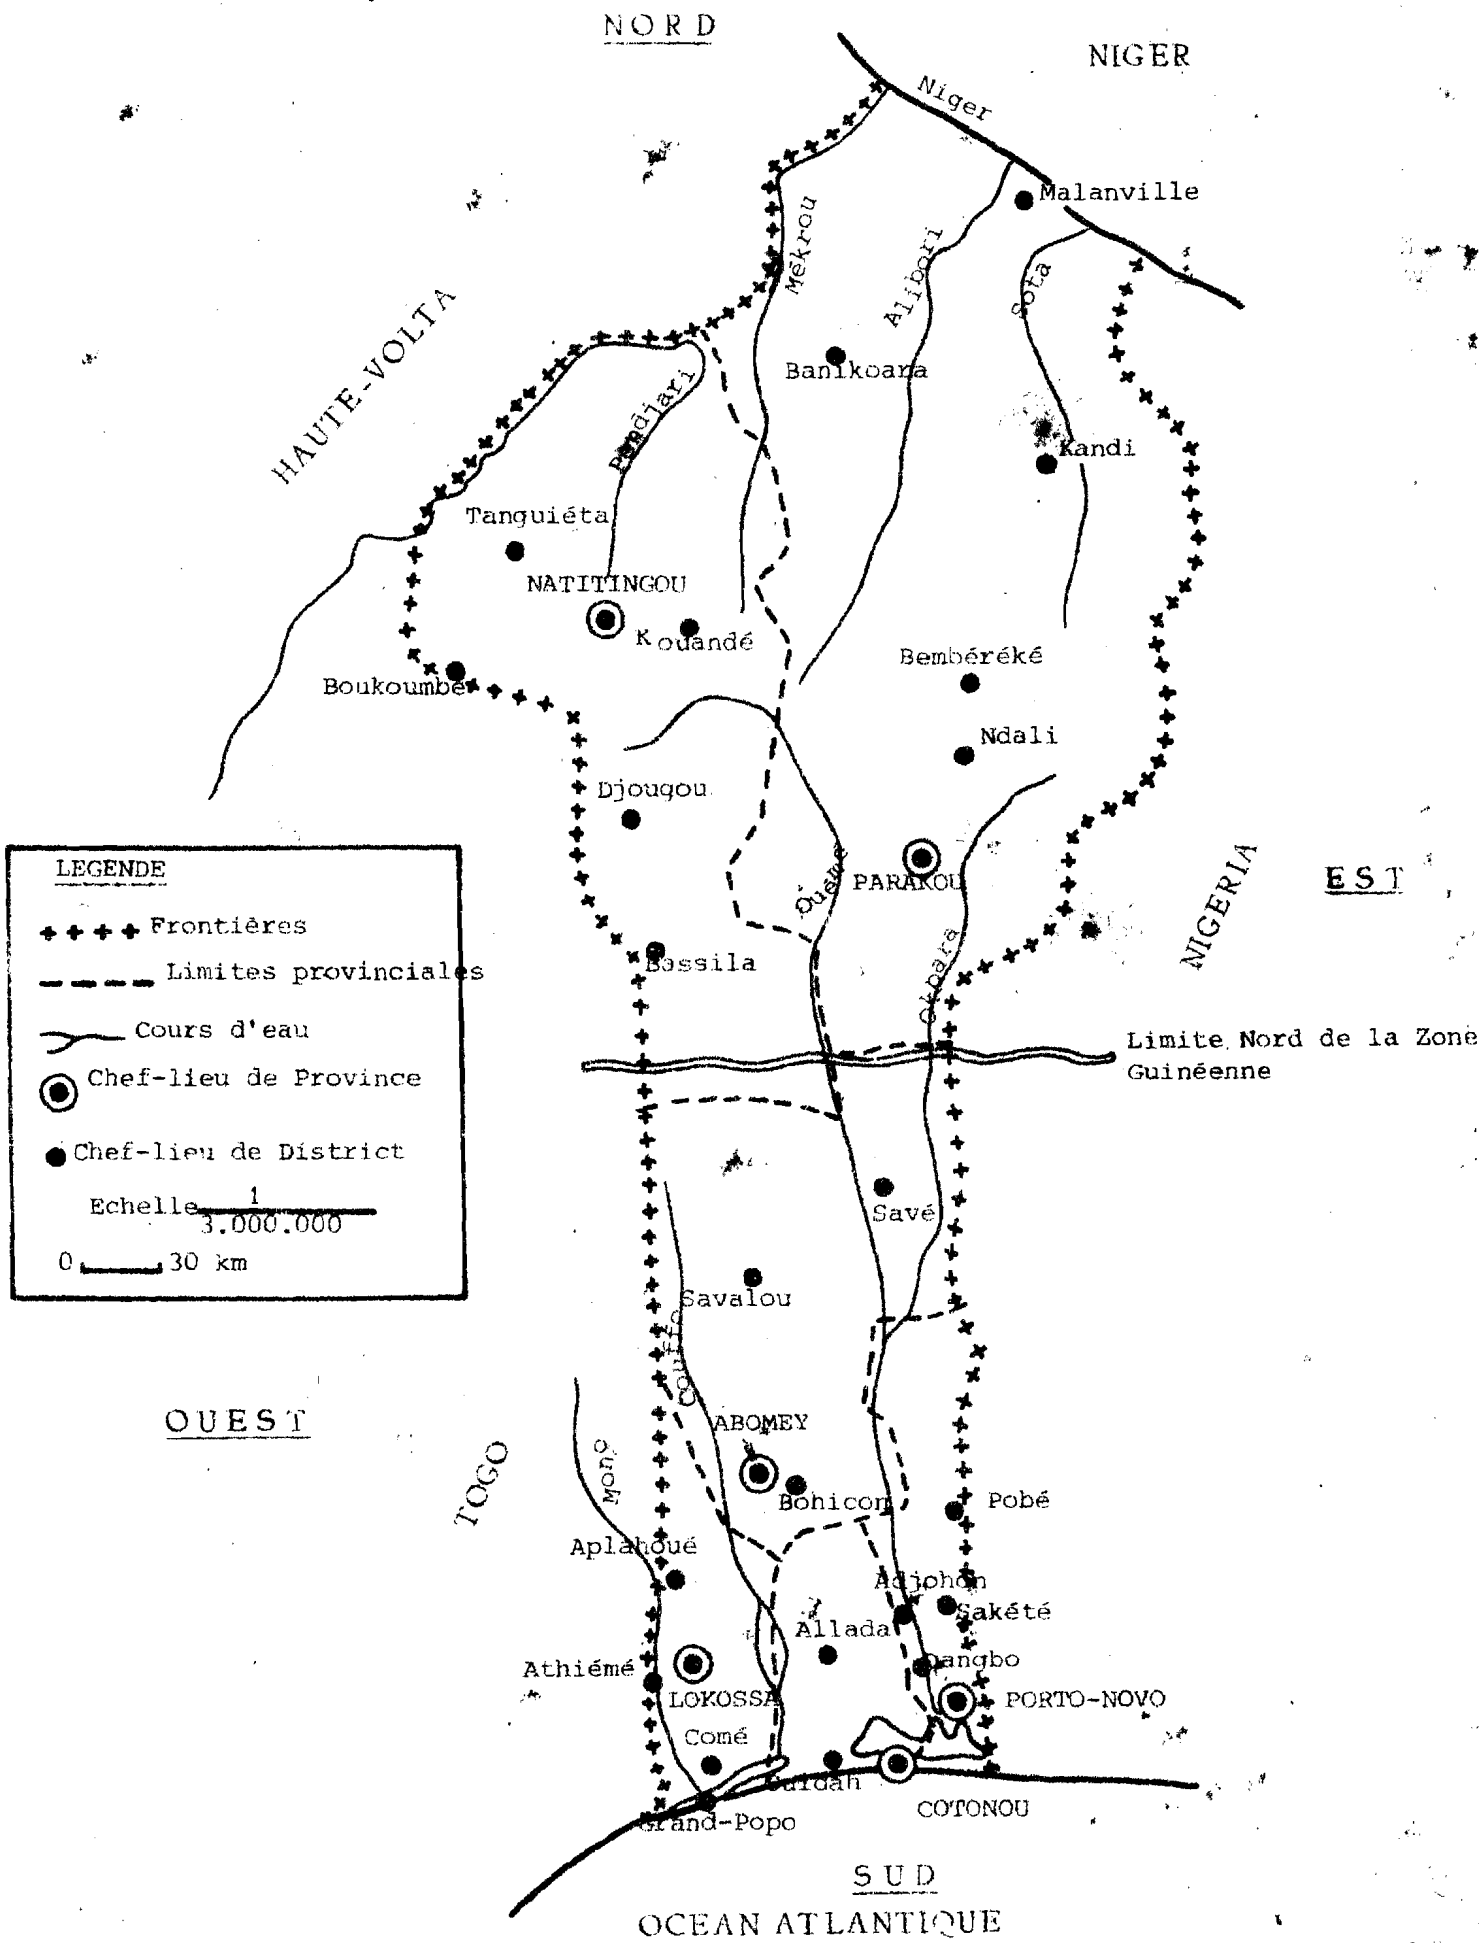 NORD
NIGER
Niger
Malanville
Mékrou
Alibori
Sota
HAUTE-VOLTA
Banikoara
Pendjari
Kandi
Tanguiéta
NATITINGOU
Kouandé
Bembéréké
Boukoumbé
Ndali
Djougou
Ouémé
PARAKOU
NIGERIA
EST
LEGENDE
Frontières
Limites provinciales
Cours d'eau
Chef-lieu de Province
Chef-lieu de District
Echelle 1
3.000.000
0 30 km
Bassila
Okpara
Limite Nord de la Zone
Guinéenne
Savé
Savalou
Couffo
OUEST
ABOMEY
TOGO
Mono
Bohicon
Pobé
Aplahoué
Adjohon
Sakété
Allada
Athiémé
Dangbo
LOKOSSA
PORTO-NOVO
Comé
Ouidah
COTONOU
Grand-Popo
SUD
OCEAN ATLANTIQUE